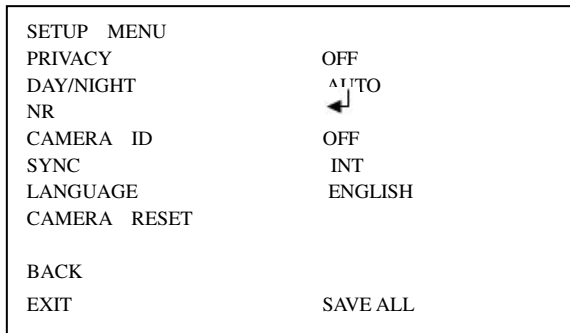 SETUP MENU
PRIVACY OFF
DAY/NIGHT AUTO
NR ↵
CAMERA ID OFF
SYNC INT
LANGUAGE ENGLISH
CAMERA RESET
BACK
EXIT SAVE ALL